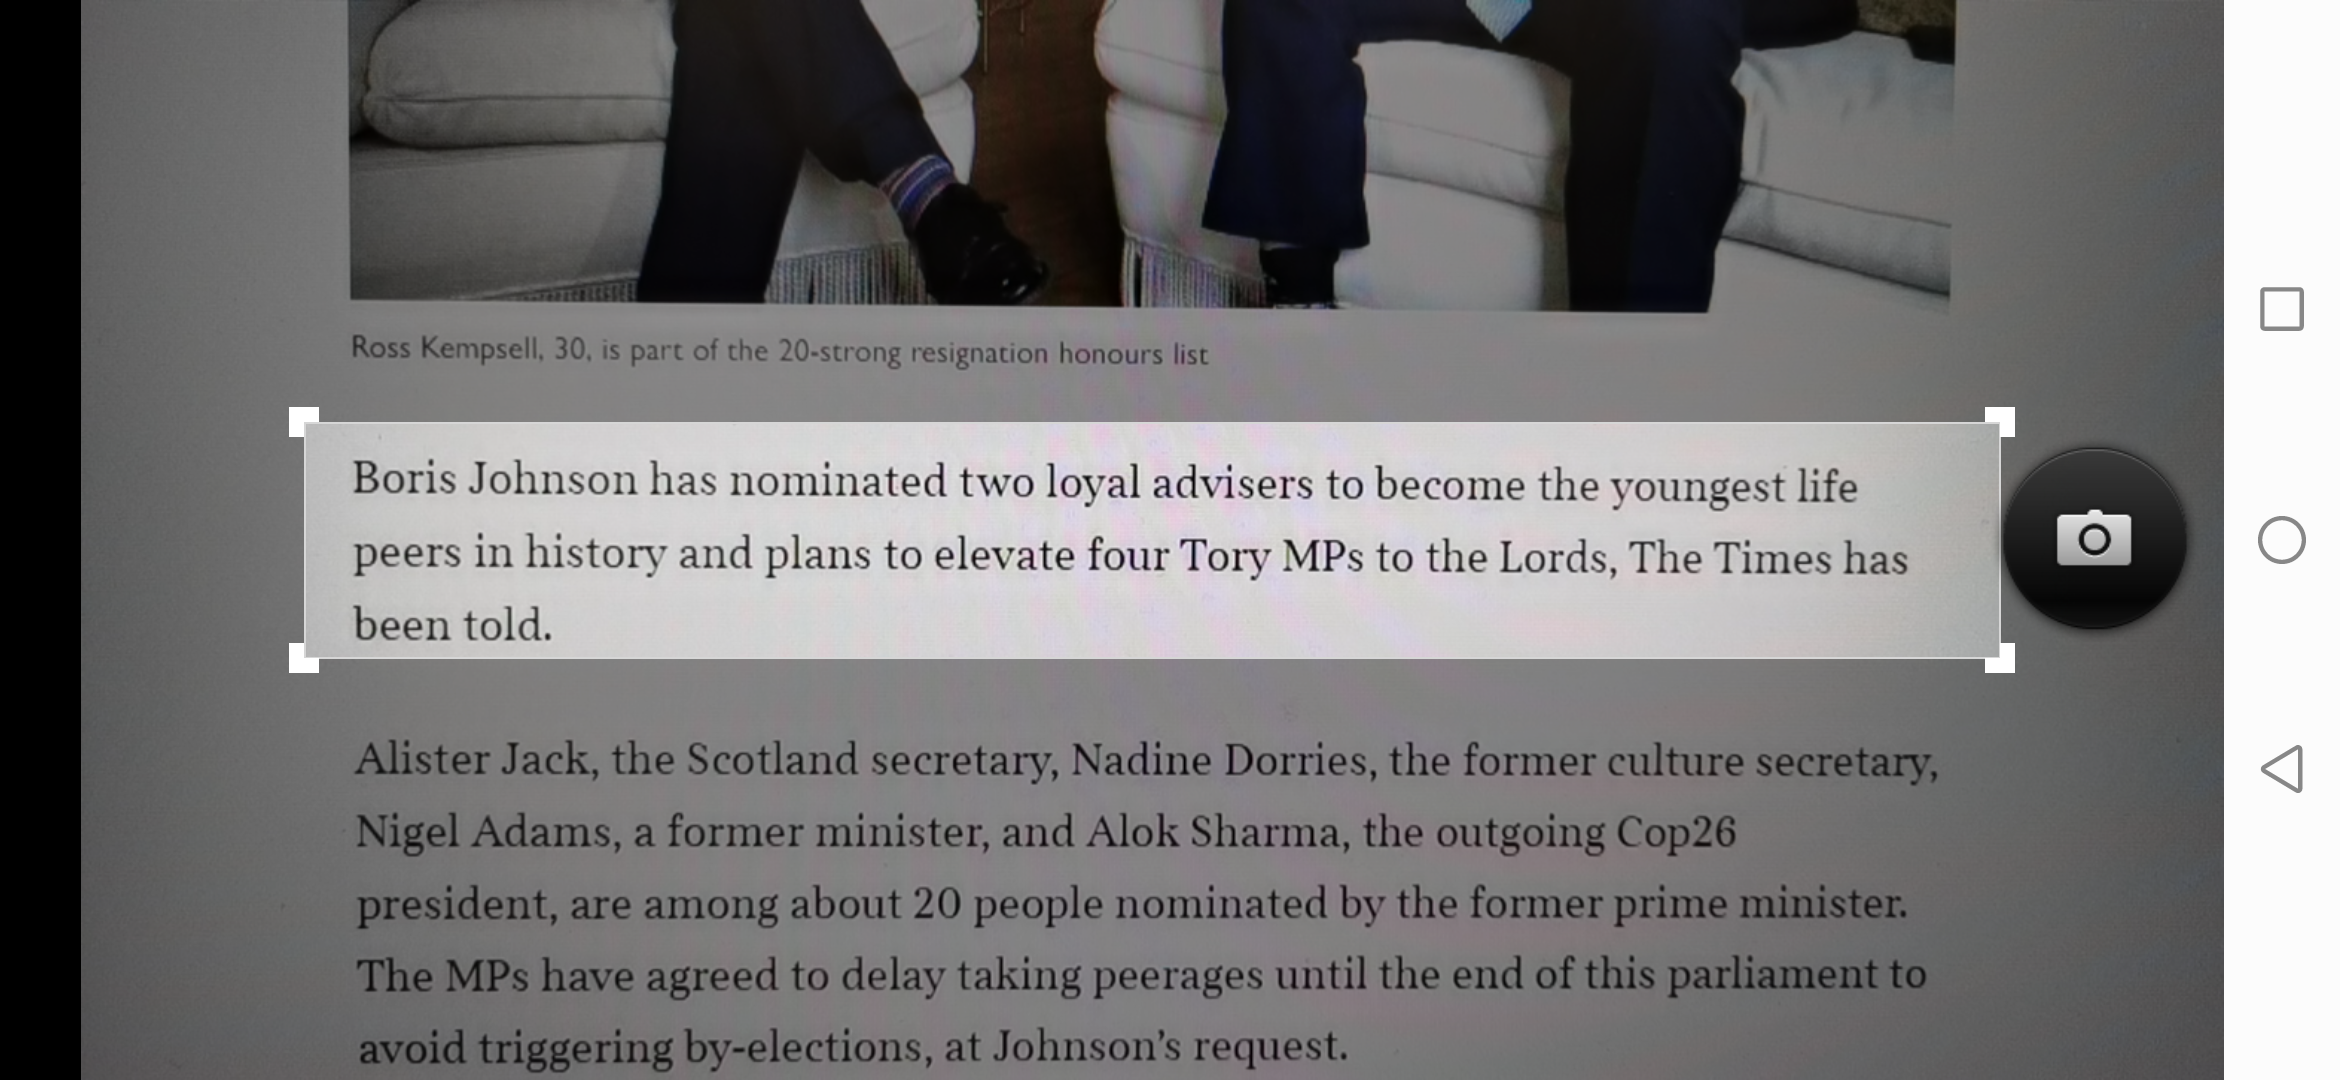 Ross Kempsell, 30, is part of the 20-strong resignation honours list
Boris Johnson has nominated two loyal advisers to become the youngest life
peers in history and plans to elevate four Tory MPs to the Lords, The Times has
been told.
Alister Jack, the Scotland secretary, Nadine Dorries, the former culture secretary,
Nigel Adams, a former minister, and Alok Sharma, the outgoing Cop26
president, are among about 20 people nominated by the former prime minister.
The MPs have agreed to delay taking peerages until the end of this parliament to
avoid triggering by-elections, at Johnson's request.